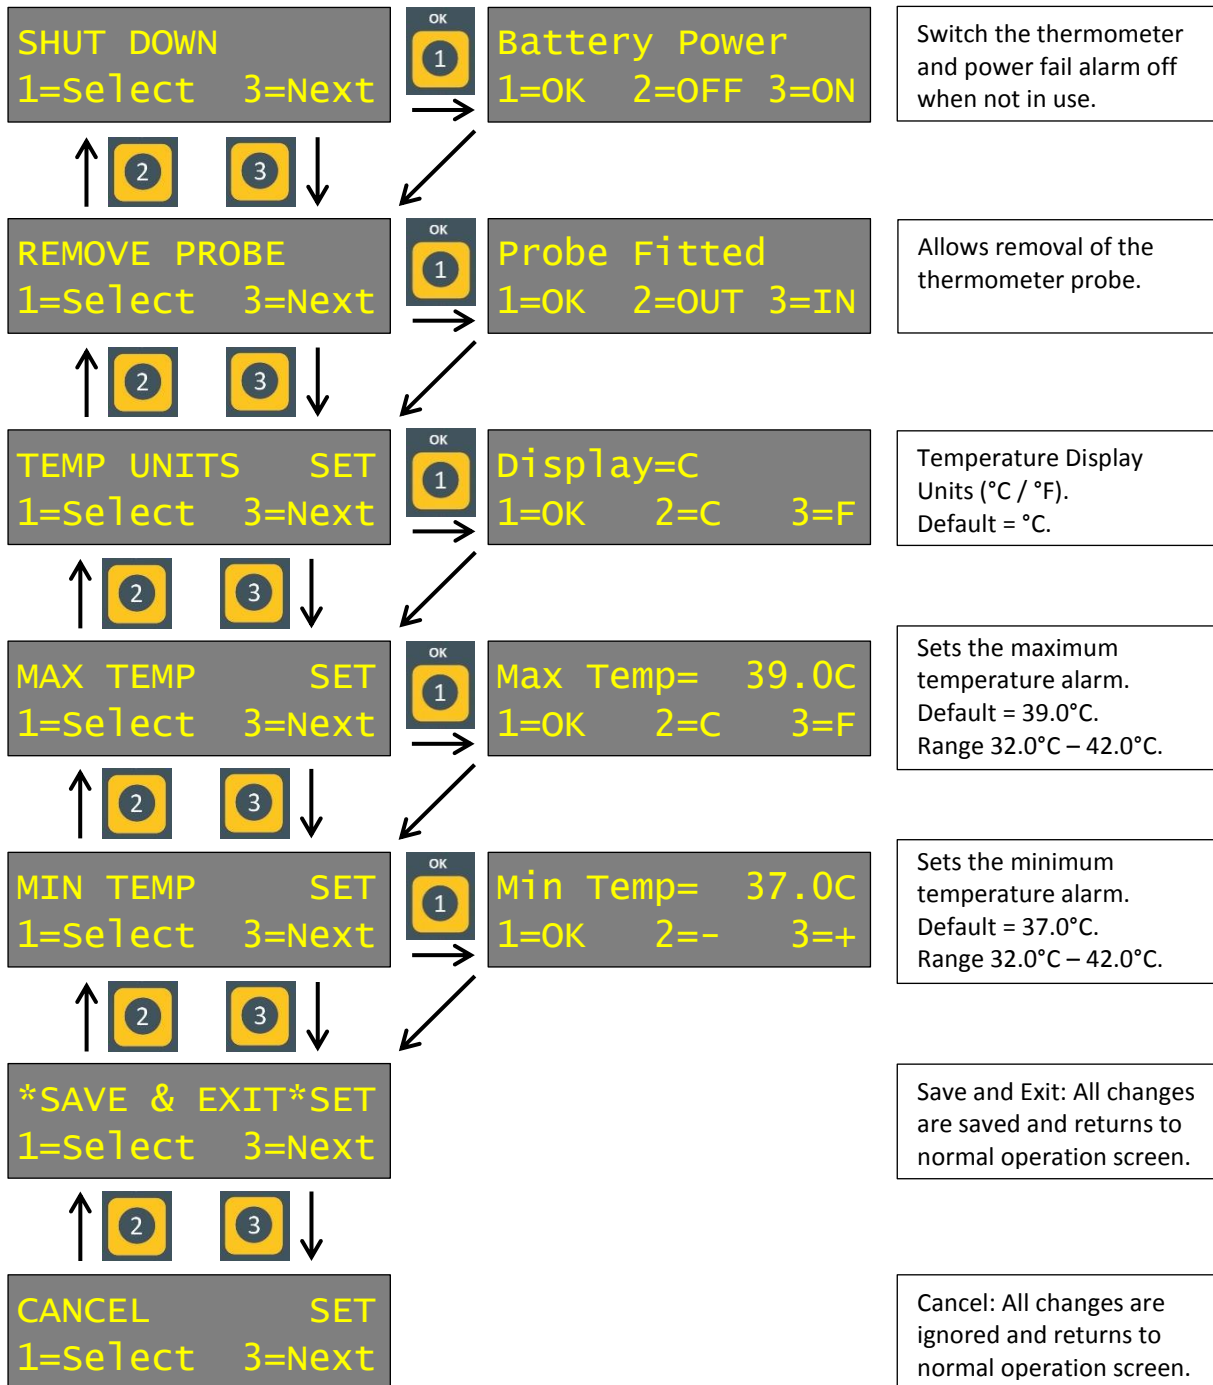 SHUT DOWN
1=Select 3=Next
OK
1
Battery Power
1=OK 2=OFF 3=ON
Switch the thermometer
and power fail alarm off
when not in use.
2
3
REMOVE PROBE
1=Select 3=Next
OK
1
Probe Fitted
1=OK 2=OUT 3=IN
Allows removal of the
thermometer probe.
2
3
TEMP UNITS SET
1=Select 3=Next
OK
1
Display=C
1=OK 2=C 3=F
Temperature Display
Units (°C / °F).
Default = °C.
2
3
MAX TEMP SET
1=Select 3=Next
OK
1
Max Temp= 39.0C
1=OK 2=C 3=F
Sets the maximum
temperature alarm.
Default = 39.0°C.
Range 32.0°C – 42.0°C.
2
3
MIN TEMP SET
1=Select 3=Next
OK
1
Min Temp= 37.0C
1=OK 2=- 3=+
Sets the minimum
temperature alarm.
Default = 37.0°C.
Range 32.0°C – 42.0°C.
2
3
*SAVE & EXIT*SET
1=Select 3=Next
Save and Exit: All changes
are saved and returns to
normal operation screen.
2
3
CANCEL SET
1=Select 3=Next
Cancel: All changes are
ignored and returns to
normal operation screen.